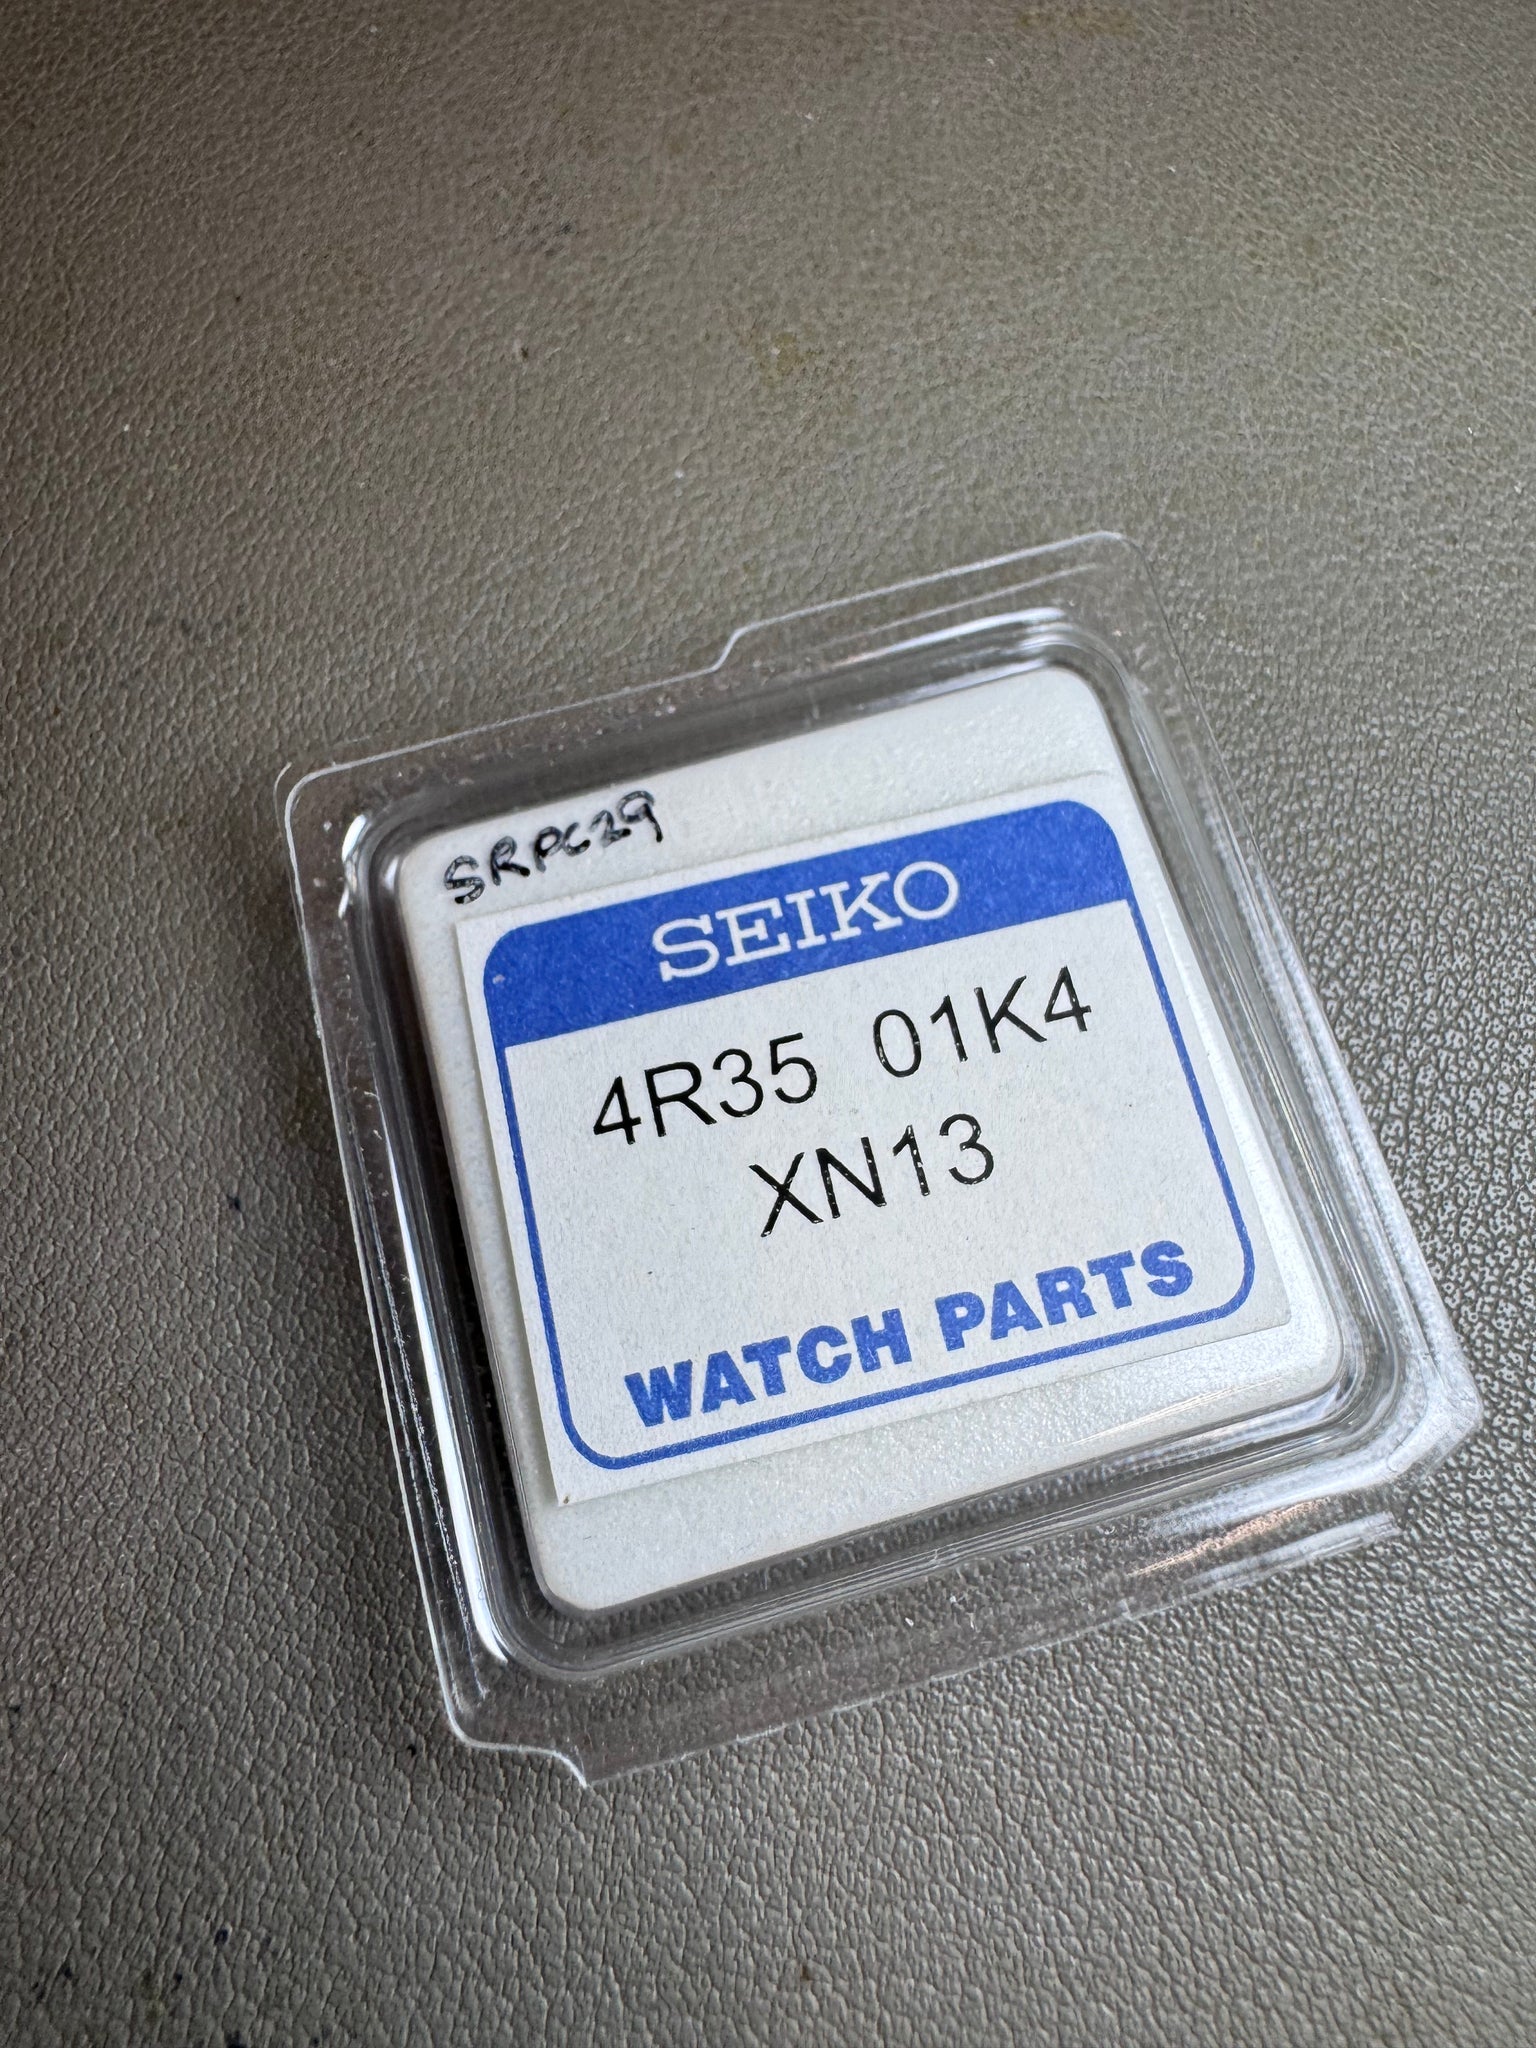 SRPC29
SEIKO
4R35 01K4
XN13
WATCH PARTS